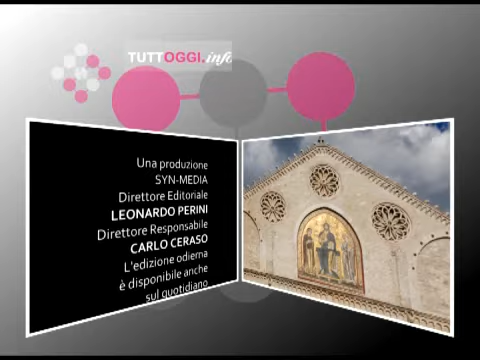 TUTTOGGI.info
Una produzione
SYN-MEDIA
Direttore Editoriale
LEONARDO PERINI
Direttore Responsabile
CARLO CERASO
L'edizione odierna
è disponibile anche
sul quotidiano